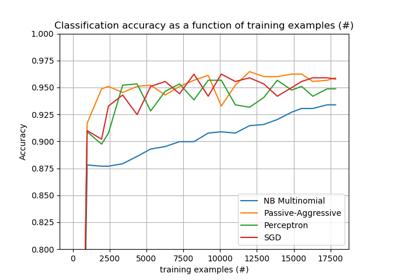 Classification accuracy as a function of training examples (#)
1.000
0.975
0.950
0.925
0.900
0.875
0.850
0.825
0.800
Accuracy
NB Multinomial
Passive-Aggressive
Perceptron
SGD
0 2500 5000 7500 10000 12500 15000 17500
training examples (#)